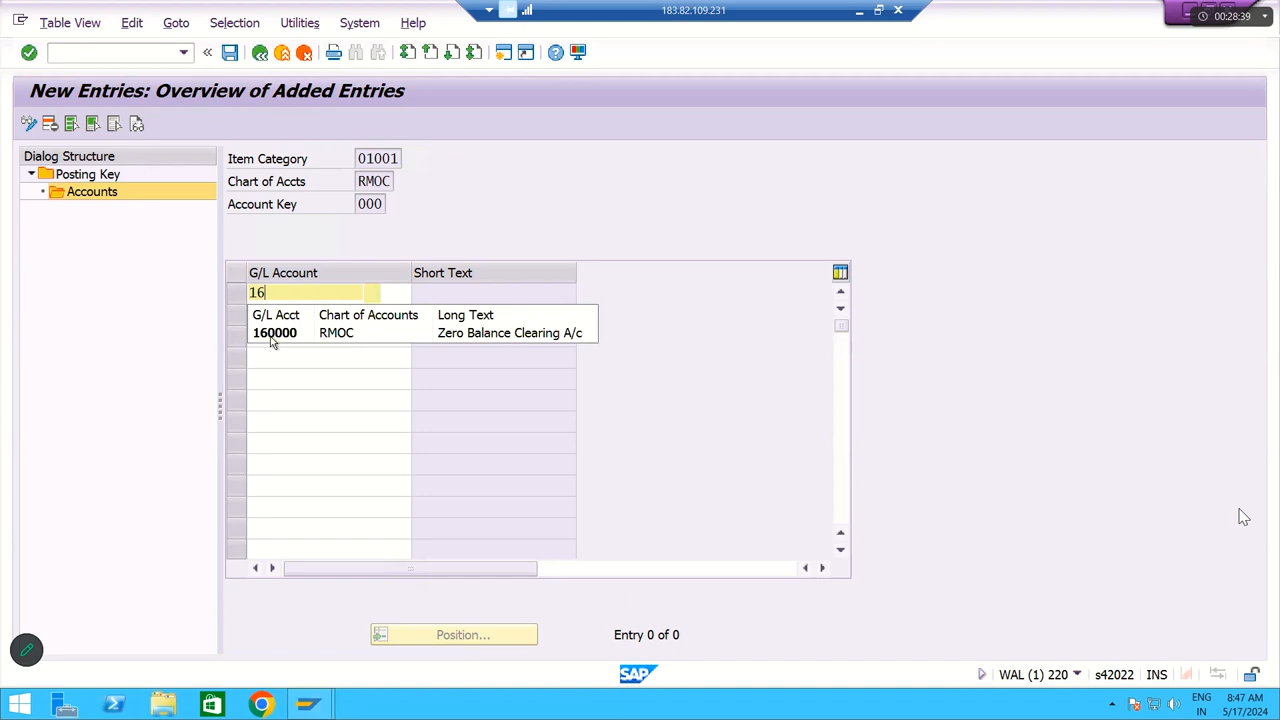 183.82.109.231
00:28:39
Table View Edit Goto Selection Utilities System Help
New Entries: Overview of Added Entries
Dialog Structure
Posting Key
Accounts
Item Category 01001
Chart of Accts RMOC
Account Key 000
G/L Account Short Text
16
G/L Acct Chart of Accounts Long Text
160000 RMOC Zero Balance Clearing A/c
Position... Entry 0 of 0
SAP
WAL (1) 220 s42022 INS
ENG 8:47 AM
IN 5/17/2024